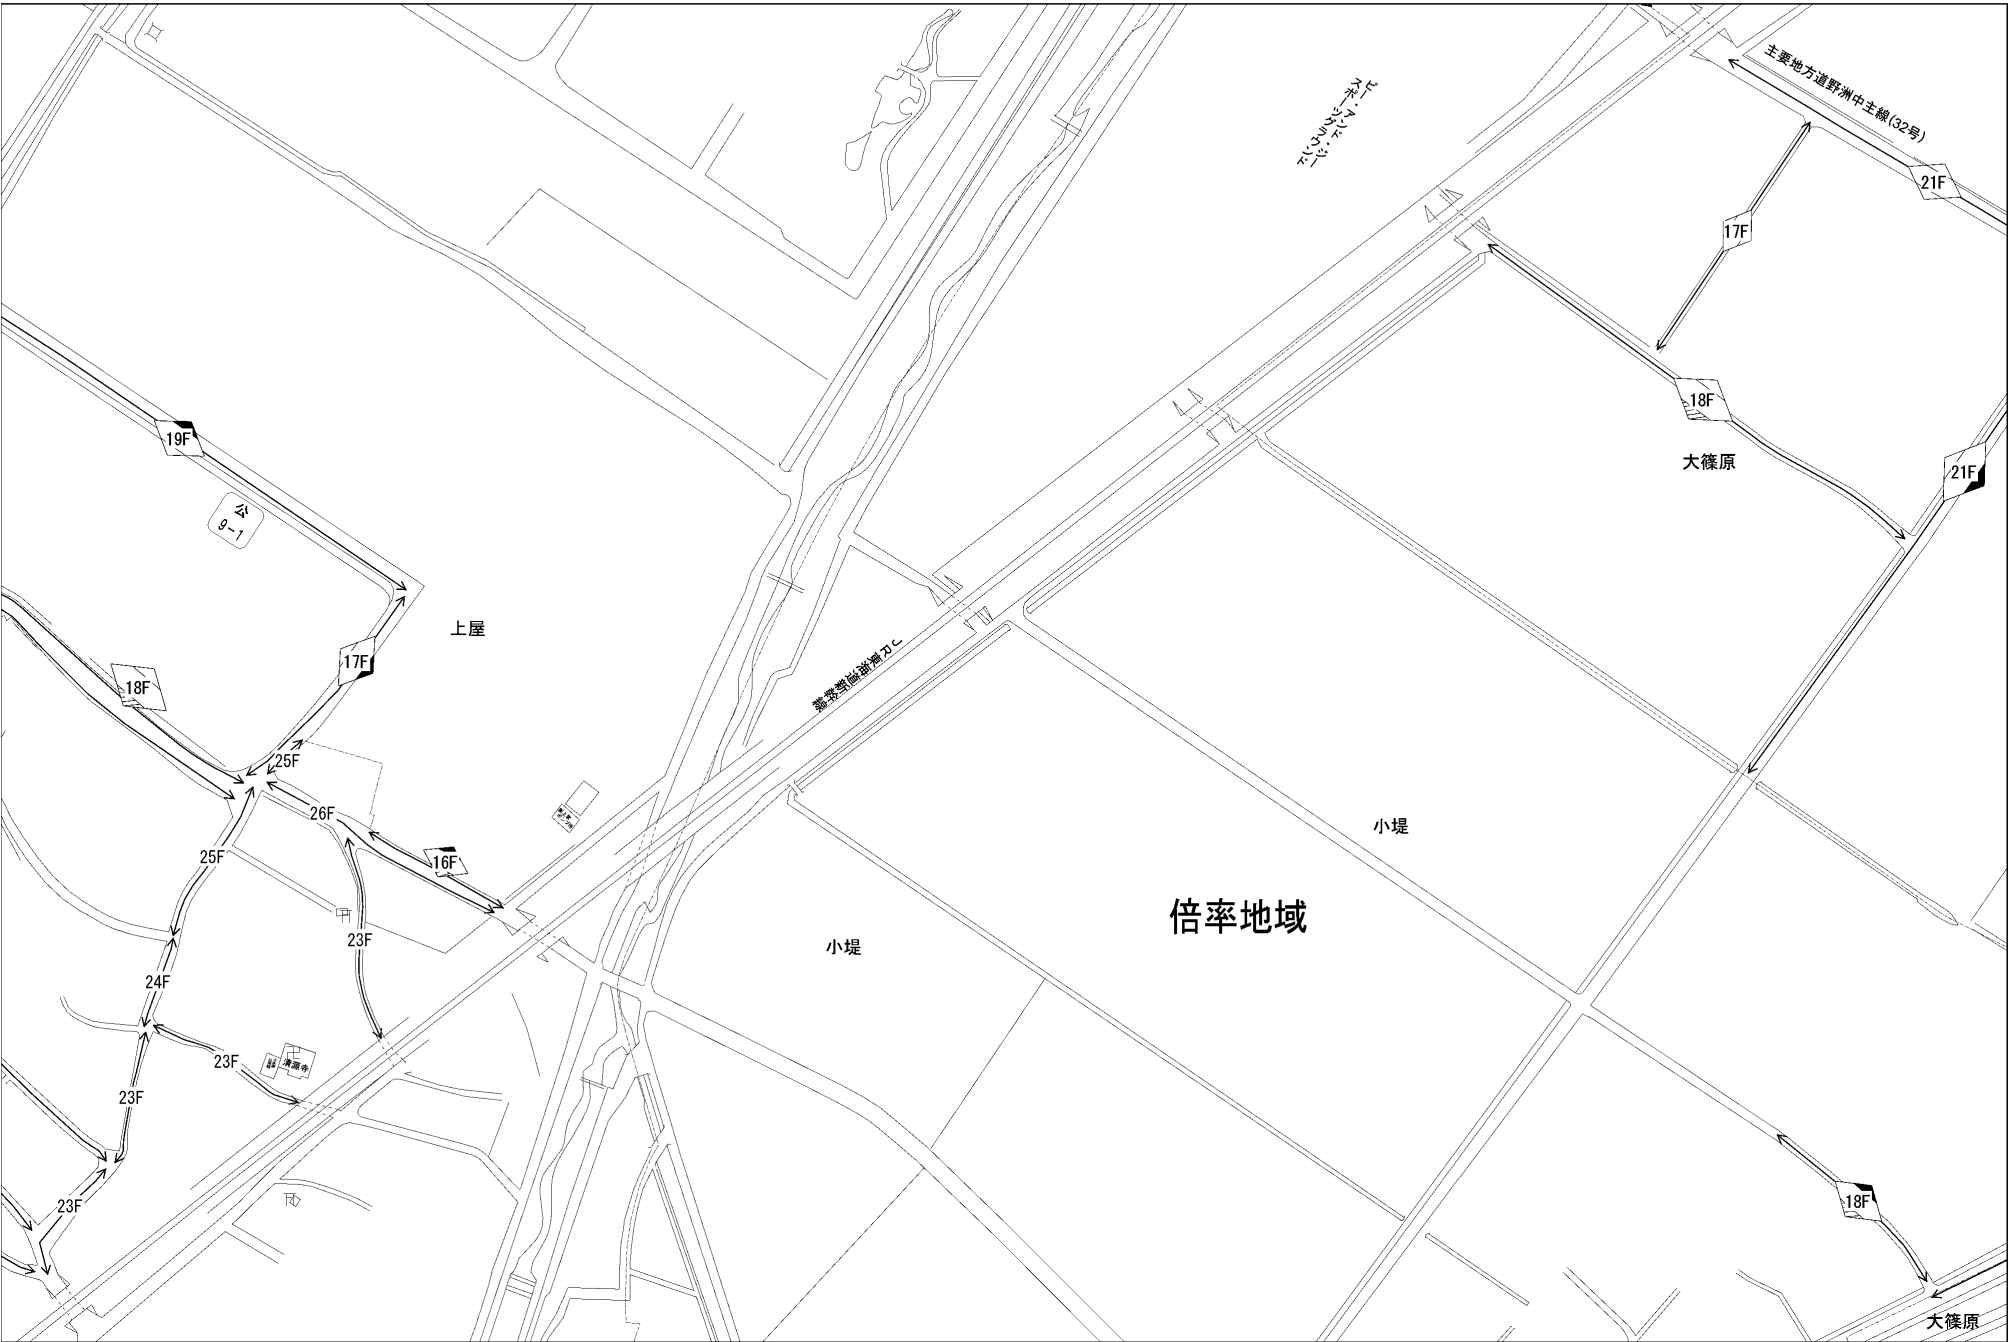 ビー・アンド・ジー
スポーツグラウンド
主要地方道野洲中主線(32号)
21F
17F
18F
19F
大篠原
21F
公
9-1
上屋
17F
18F
JR東海道新幹線
25F
26F
16F
25F
小堤
倍率地域
23F
小堤
24F
23F
清源寺
23F
23F
18F
大篠原